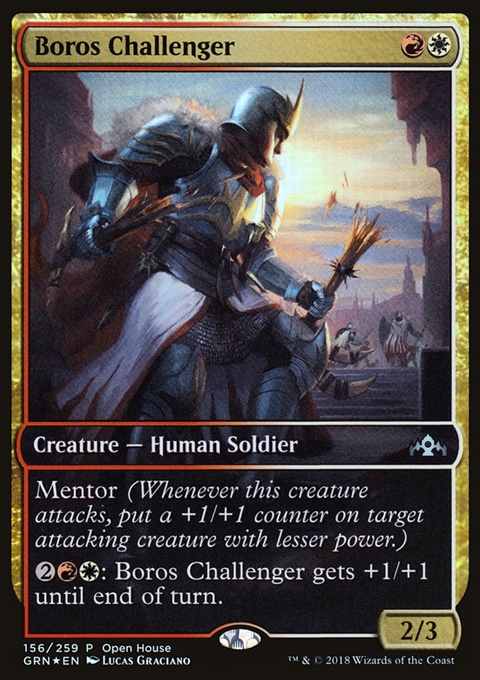 Boros Challenger
Creature — Human Soldier
Mentor (Whenever this creature
attacks, put a +1/+1 counter on target
attacking creature with lesser power.)
2: Boros Challenger gets +1/+1
until end of turn.
2/3
156/259 P Open House
GRN★EN Lucas Graciano
™ & © 2018 Wizards of the Coast